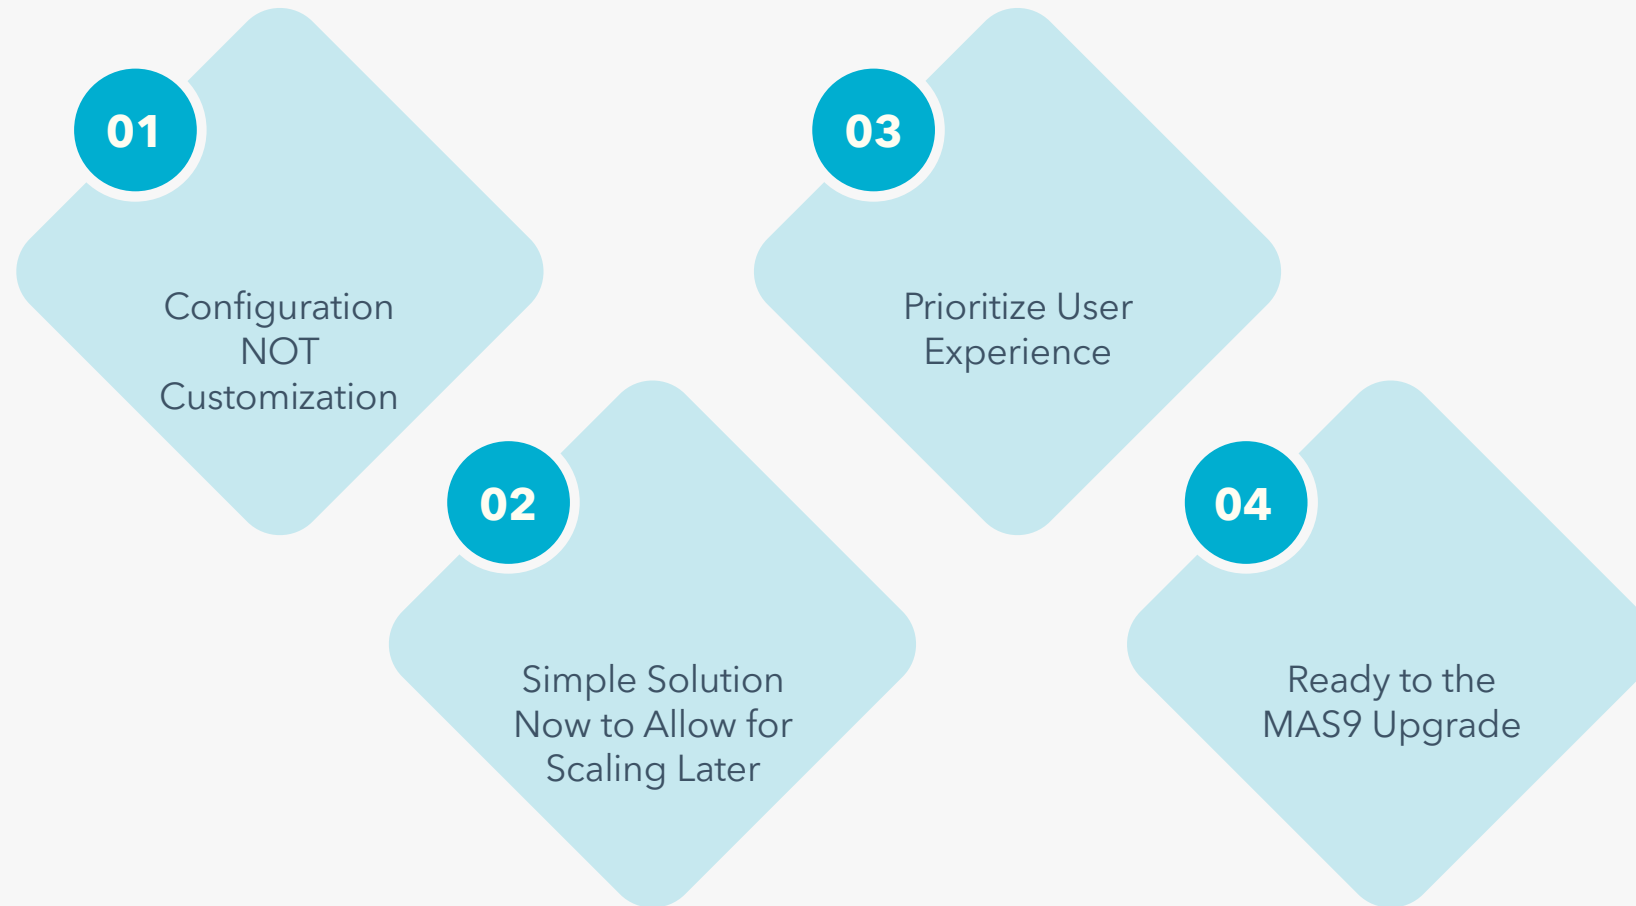 01
Configuration
NOT
Customization
02
Simple Solution
Now to Allow for
Scaling Later
03
Prioritize User
Experience
04
Ready to the
MAS9 Upgrade